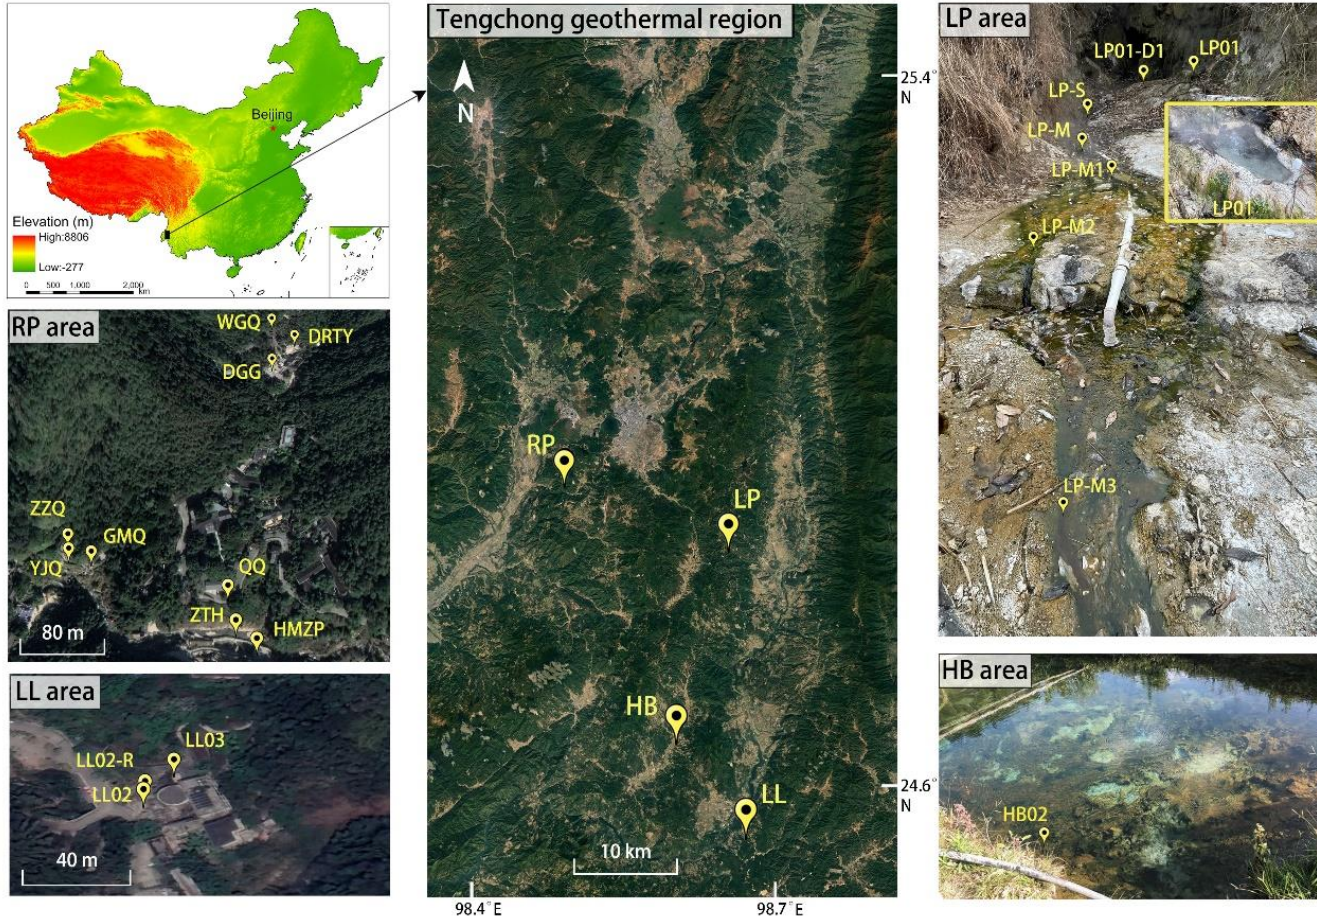 Beijing
Elevation (m)
High:8806
Low:-277
0 500 1,000 2,000
km
RP area
WGQ
DRTY
DGG
ZZQ
GMQ
YJQ
QQ
ZTH
HMZP
80 m
LL area
LL03
LL02-R
LL02
40 m
Tengchong geothermal region
N
25.4°
N
RP
LP
HB
LL
24.6°
N
10 km
98.4°E
98.7°E
LP area
LP01-D1
LP01
LP-S
LP-M
LP-M1
LP01
LP-M2
LP-M3
HB area
HB02